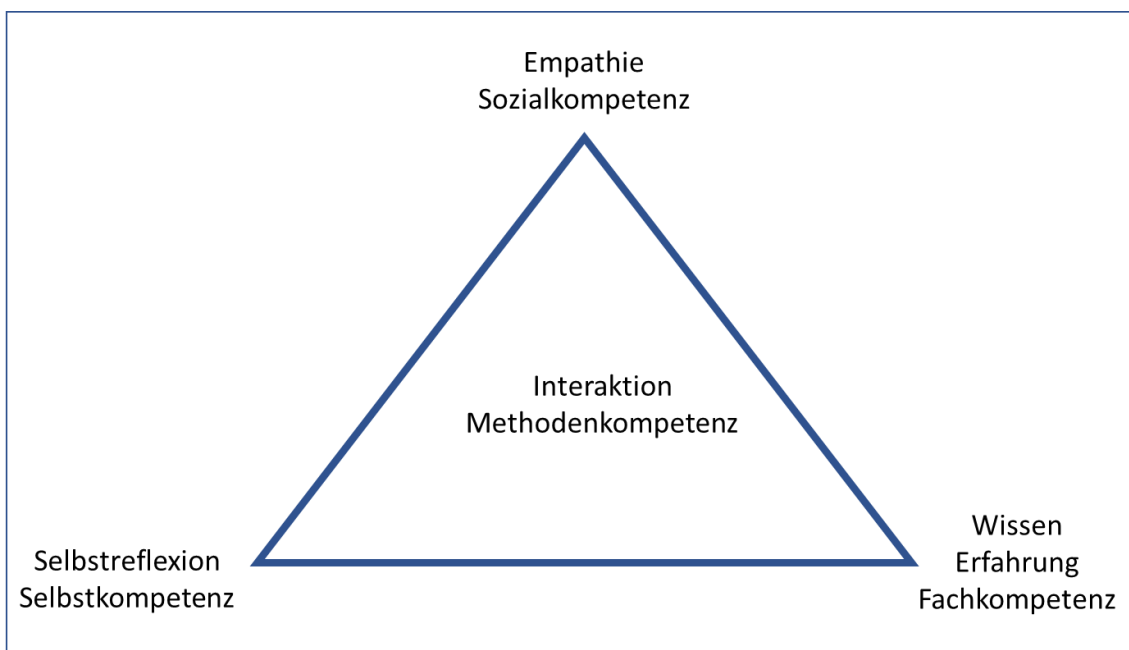 Empathie
Sozialkompetenz
Interaktion
Methodenkompetenz
Selbstreflexion
Selbstkompetenz
Wissen
Erfahrung
Fachkompetenz